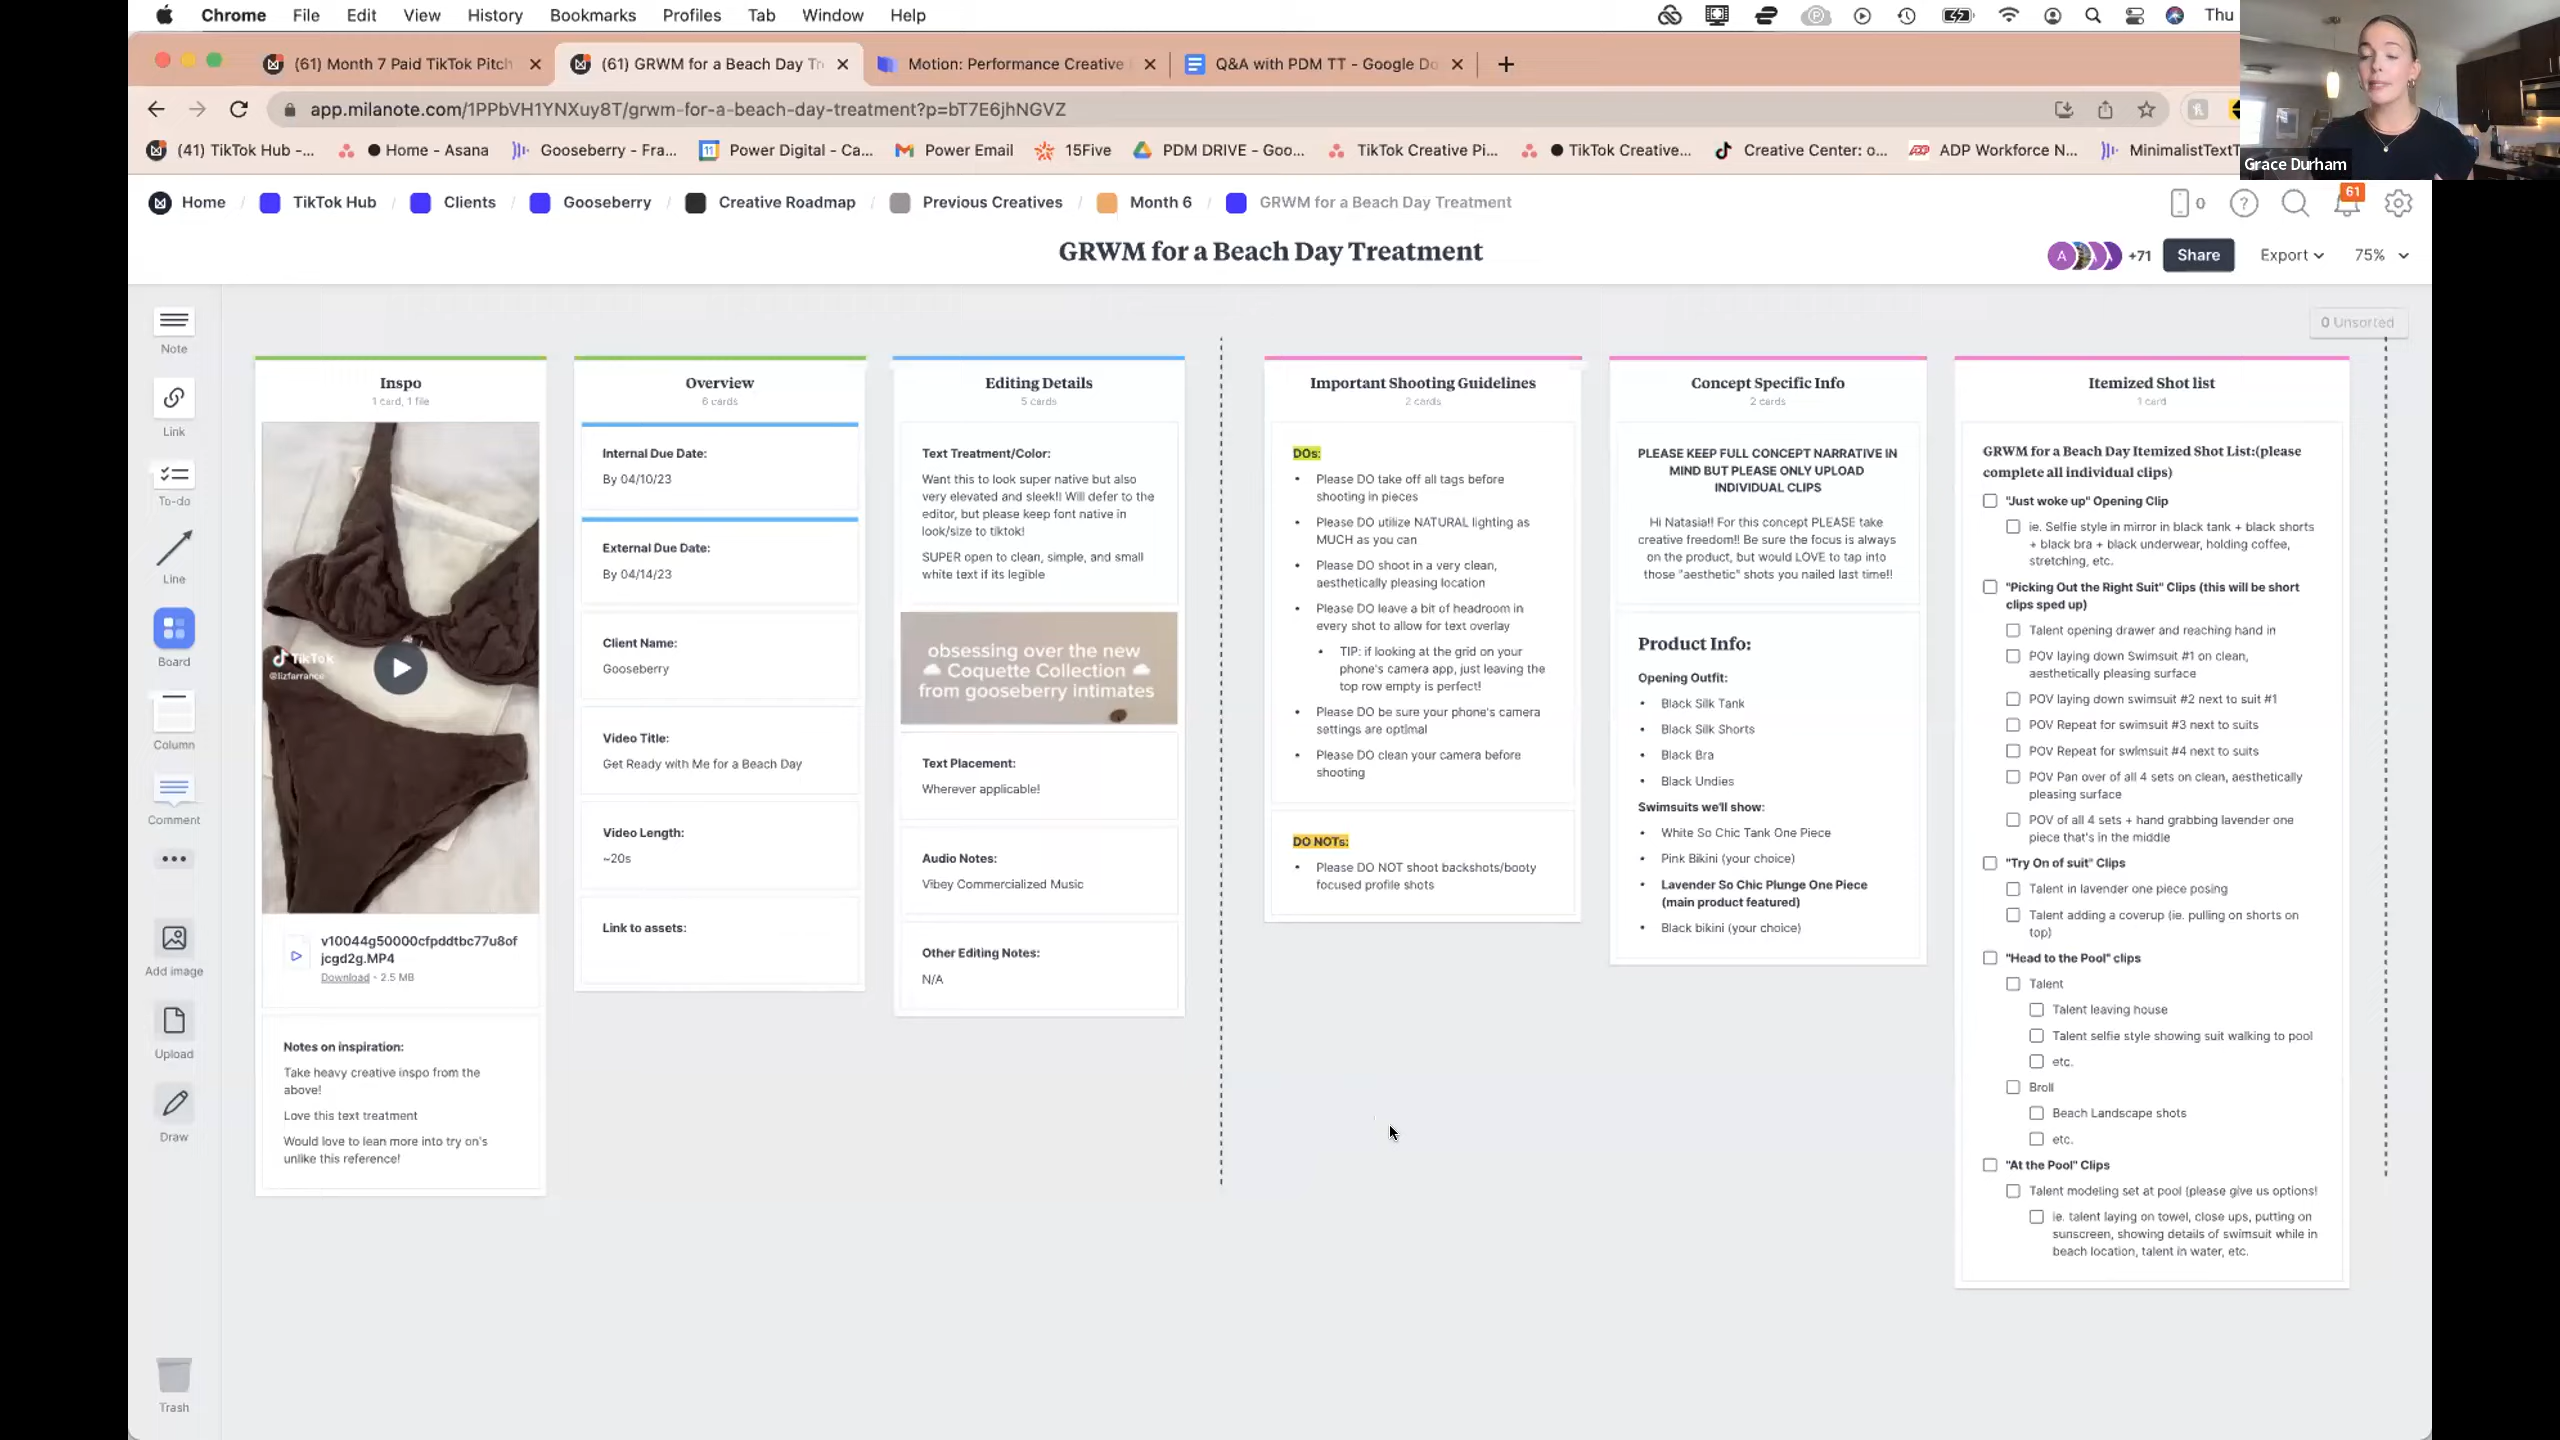 Chrome File Edit View History Bookmarks Profiles Tab Window Help Thu
(61) Month 7 Paid TikTok Pitch
(61) GRWM for a Beach Day Tr
Motion: Performance Creative
Q&A with PDM TT - Google Do
app.milanote.com/1PPbVH1YNXuy8T/grwm-for-a-beach-day-treatment?p=bT7E6jhNGVZ
(41) TikTok Hub -...
Home - Asana
Gooseberry - Fra...
Power Digital - Ca...
Power Email
15Five
PDM DRIVE - Goo...
TikTok Creative Pi...
TikTok Creative...
Creative Center: o...
ADP Workforce N...
MinimalistTextT
Grace Durham
Home / TikTok Hub / Clients / Gooseberry / Creative Roadmap / Previous Creatives / Month 6 / GRWM for a Beach Day Treatment
0
61
GRWM for a Beach Day Treatment
A
+71
Share
Export
75%
0 Unsorted
Note
Link
To-do
Line
Board
Column
Comment
Add image
Upload
Draw
Trash
Inspo
1 card, 1 file
TikTok
@lizfarrance
v10044g50000cfpddtbc77u8of
jcgd2g.MP4
Download - 2.5 MB
Notes on inspiration:
Take heavy creative inspo from the
above!
Love this text treatment
Would love to lean more into try on's
unlike this reference!
Overview
6 cards
Internal Due Date:
By 04/10/23
External Due Date:
By 04/14/23
Client Name:
Gooseberry
Video Title:
Get Ready with Me for a Beach Day
Video Length:
~20s
Link to assets:
Editing Details
5 cards
Text Treatment/Color:
Want this to look super native but also
very elevated and sleek!! Will defer to the
editor, but please keep font native in
look/size to tiktok!
SUPER open to clean, simple, and small
white text if its legible
obsessing over the new
Coquette Collection
from gooseberry intimates
Text Placement:
Wherever applicable!
Audio Notes:
Vibey Commercialized Music
Other Editing Notes:
N/A
Important Shooting Guidelines
2 cards
DOs:
• Please DO take off all tags before
shooting in pieces
• Please DO utilize NATURAL lighting as
MUCH as you can
• Please DO shoot in a very clean,
aesthetically pleasing location
• Please DO leave a bit of headroom in
every shot to allow for text overlay
• TIP: if looking at the grid on your
phone's camera app, just leaving the
top row empty is perfect!
• Please DO be sure your phone's camera
settings are optimal
• Please DO clean your camera before
shooting
DO NOTs:
• Please DO NOT shoot backshots/booty
focused profile shots
Concept Specific Info
2 cards
PLEASE KEEP FULL CONCEPT NARRATIVE IN
MIND BUT PLEASE ONLY UPLOAD
INDIVIDUAL CLIPS
Hi Natasia!! For this concept PLEASE take
creative freedom!! Be sure the focus is always
on the product, but would LOVE to tap into
those "aesthetic" shots you nailed last time!!
Product Info:
Opening Outfit:
• Black Silk Tank
• Black Silk Shorts
• Black Bra
• Black Undies
Swimsuits we'll show:
• White So Chic Tank One Piece
• Pink Bikini (your choice)
• Lavender So Chic Plunge One Piece
(main product featured)
• Black bikini (your choice)
Itemized Shot list
1 card
GRWM for a Beach Day Itemized Shot List:(please
complete all individual clips)
"Just woke up" Opening Clip
ie. Selfie style in mirror in black tank + black shorts
+ black bra + black underwear, holding coffee,
stretching, etc.
"Picking Out the Right Suit" Clips (this will be short
clips sped up)
Talent opening drawer and reaching hand in
POV laying down Swimsuit #1 on clean,
aesthetically pleasing surface
POV laying down swimsuit #2 next to suit #1
POV Repeat for swimsuit #3 next to suits
POV Repeat for swimsuit #4 next to suits
POV Pan over of all 4 sets on clean, aesthetically
pleasing surface
POV of all 4 sets + hand grabbing lavender one
piece that's in the middle
"Try On of suit" Clips
Talent in lavender one piece posing
Talent adding a coverup (ie. pulling on shorts on
top)
"Head to the Pool" clips
Talent
Talent leaving house
Talent selfie style showing suit walking to pool
etc.
Broll
Beach Landscape shots
etc.
"At the Pool" Clips
Talent modeling set at pool (please give us options!
ie. talent laying on towel, close ups, putting on
sunscreen, showing details of swimsuit while in
beach location, talent in water, etc.